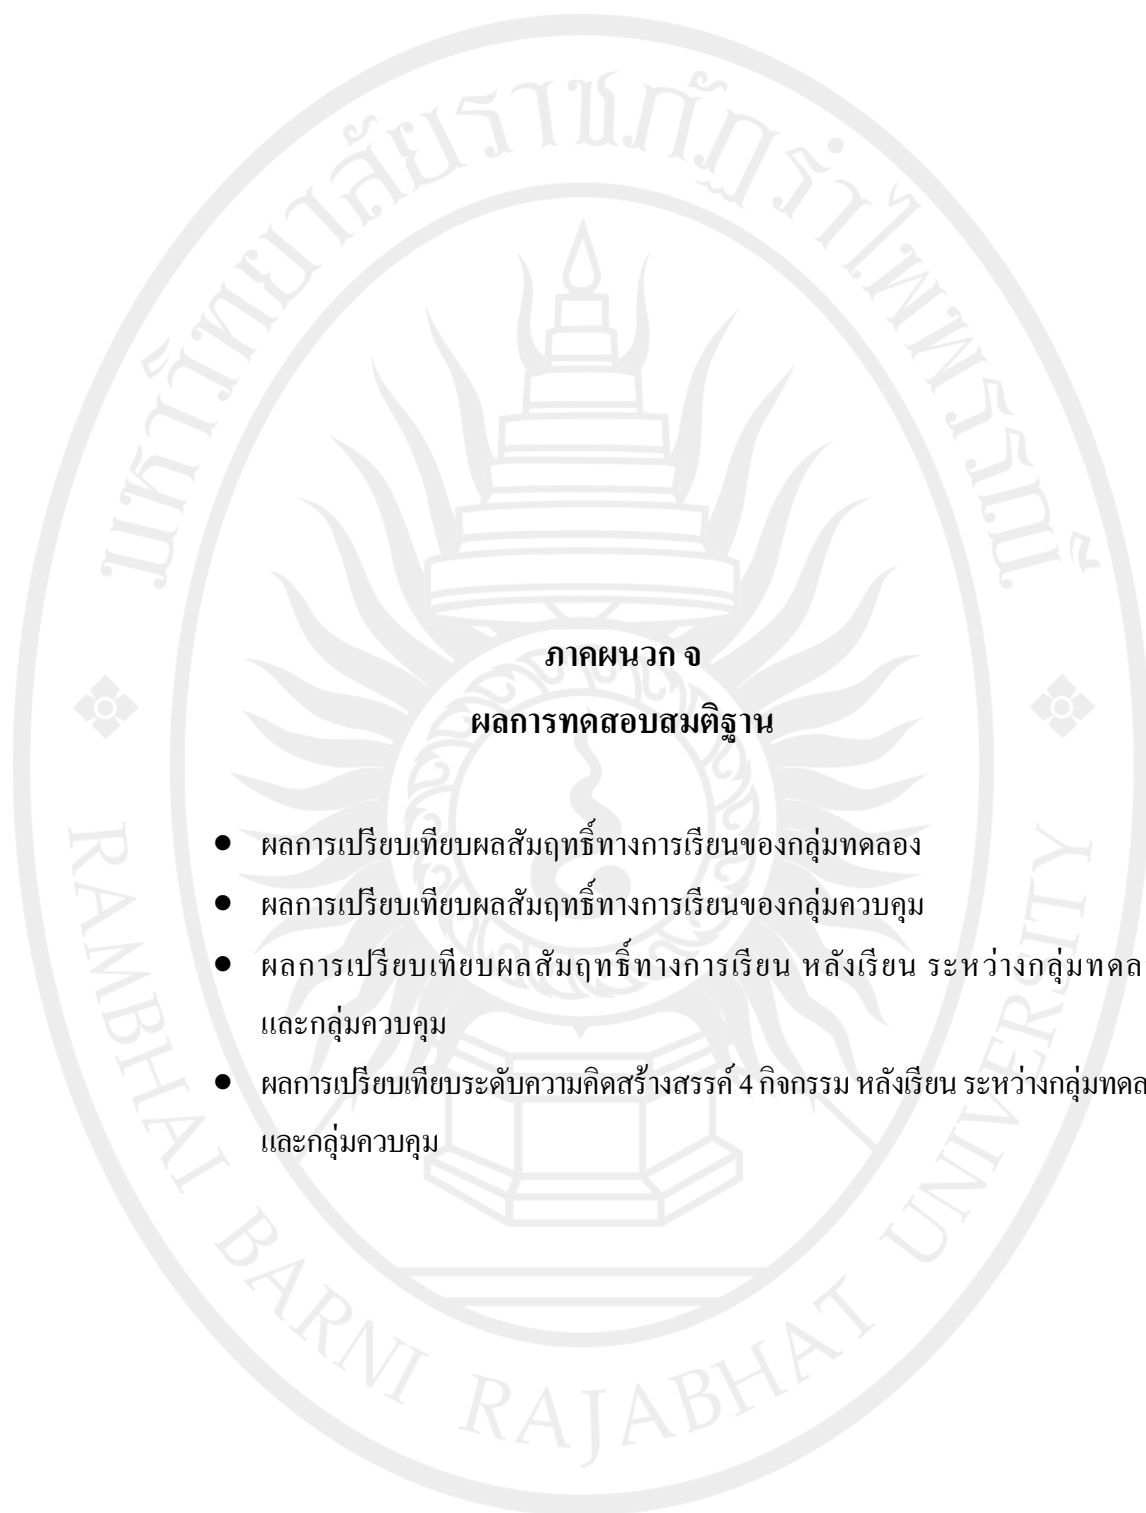 มหาวิทยาลัยราชภัฏรำไพพรรณี
ภาคผนวก จ
ผลการทดสอบสมติฐาน
● ผลการเปรียบเทียบผลสัมฤทธิ์ทางการเรียนของกลุ่มทดลอง
● ผลการเปรียบเทียบผลสัมฤทธิ์ทางการเรียนของกลุ่มควบคุม
● ผลการเปรียบเทียบผลสัมฤทธิ์ทางการเรียน หลังเรียน ระหว่างกลุ่มทดล
และกลุ่มควบคุม
● ผลการเปรียบเทียบระดับความคิดสร้างสรรค์ 4 กิจกรรม หลังเรียน ระหว่างกลุ่มทดล
และกลุ่มควบคุม
RAMBHAI BARNI RAJABHAT UNIVERSITY